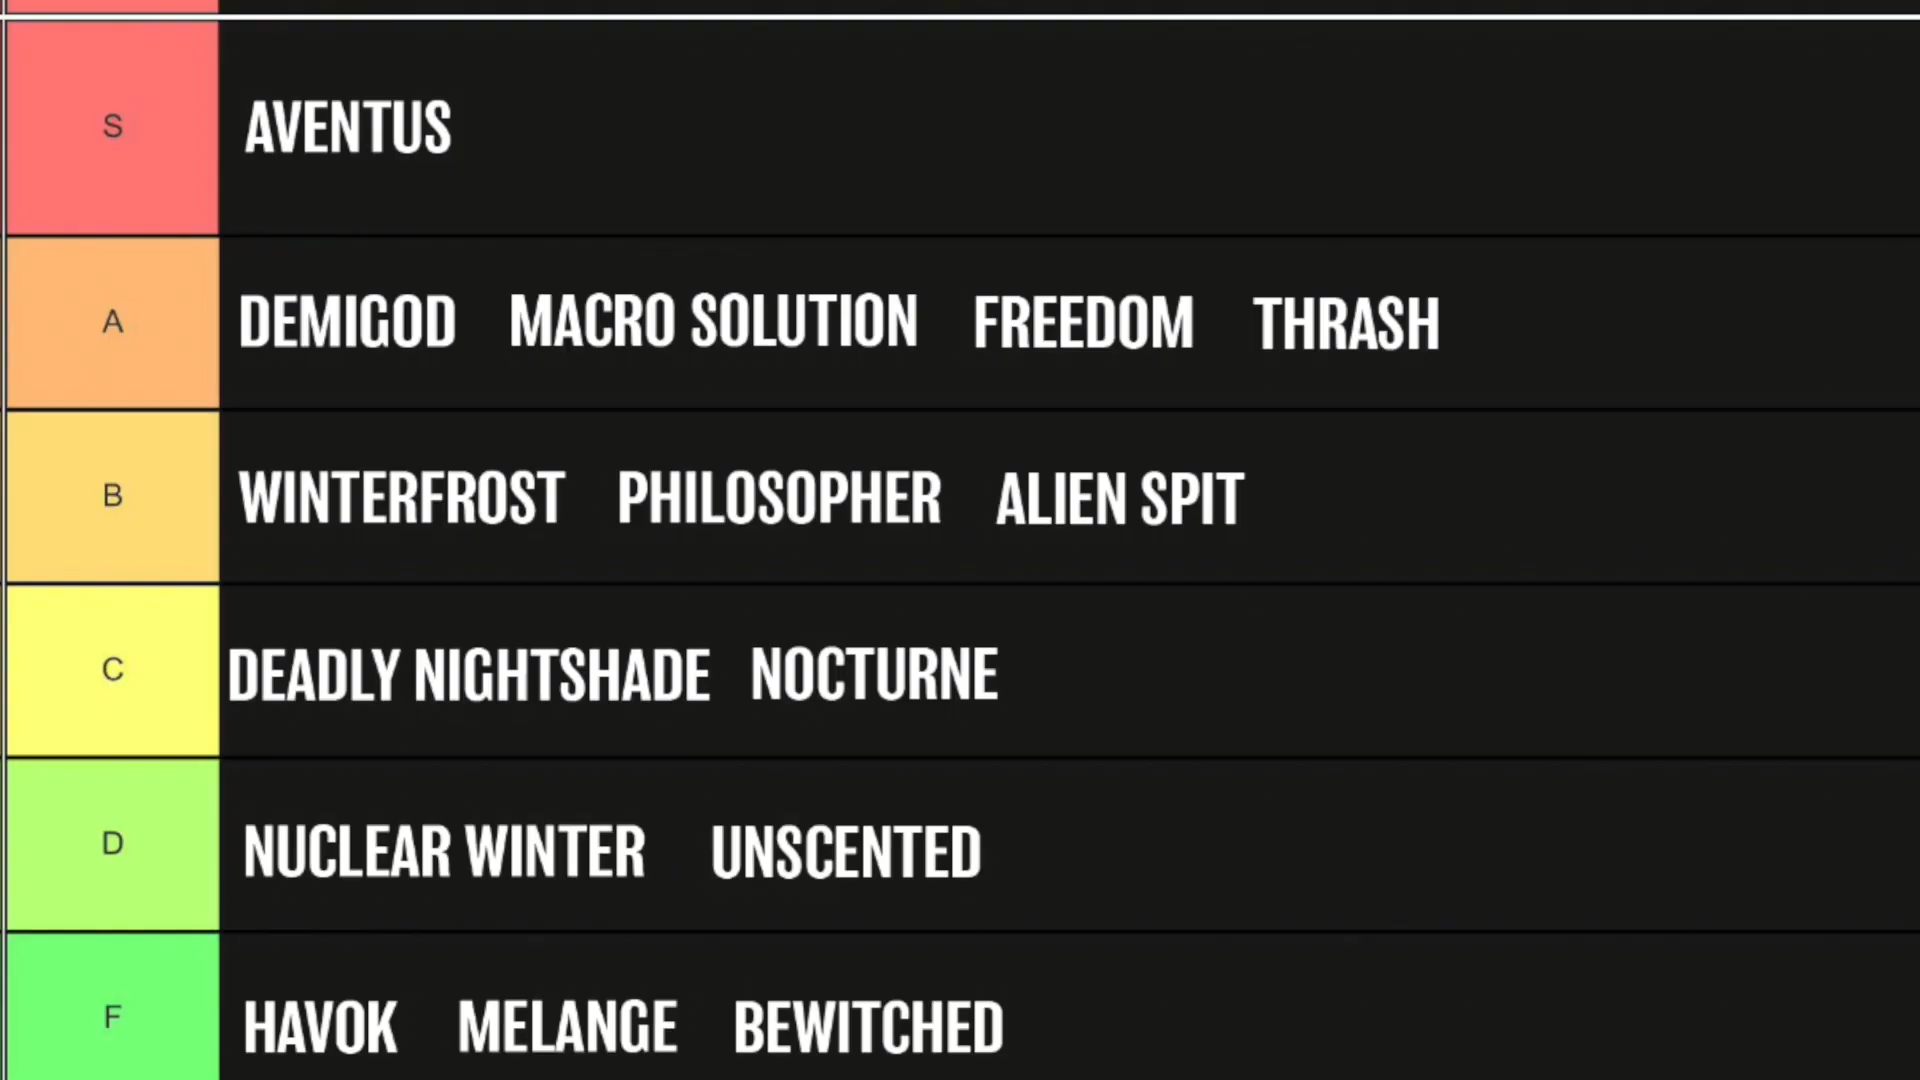 S
AVENTUS
A
DEMIGOD MACRO SOLUTION FREEDOM THRASH
B
WINTERFROST PHILOSOPHER ALIEN SPIT
C
DEADLY NIGHTSHADE NOCTURNE
D
NUCLEAR WINTER UNSCENTED
F
HAVOK MELANGE BEWITCHED